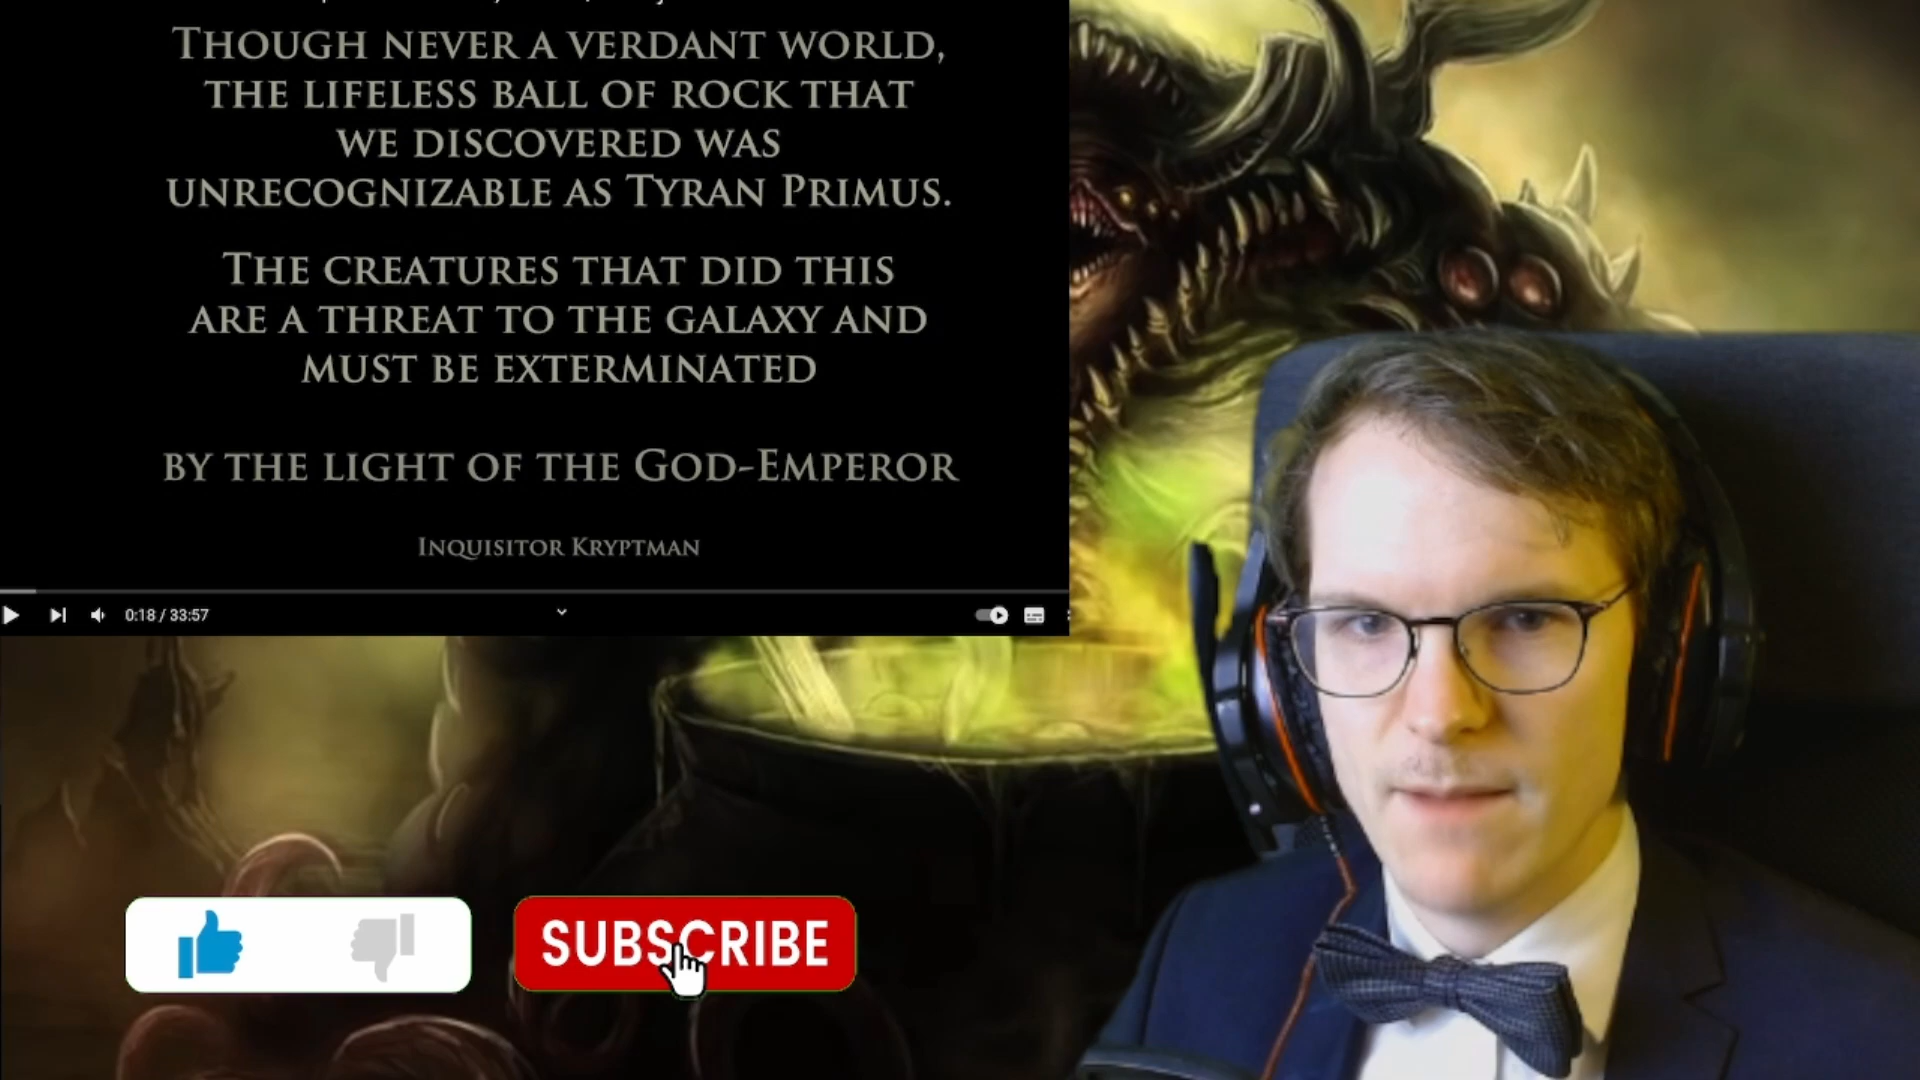 THOUGH NEVER A VERDANT WORLD,
THE LIFELESS BALL OF ROCK THAT
WE DISCOVERED WAS
UNRECOGNIZABLE AS TYRAN PRIMUS.
THE CREATURES THAT DID THIS
ARE A THREAT TO THE GALAXY AND
MUST BE EXTERMINATED
BY THE LIGHT OF THE GOD-EMPEROR
INQUISITOR KRYPTMAN
0:18 / 33:57
SUBSCRIBE